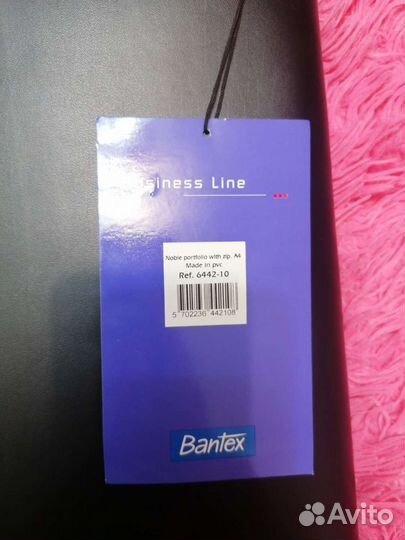 siness Line
Noble portfolio with zip. A4
Made in pvc
Ref. 6442-10
5 702236 442108
Bantex
Avito